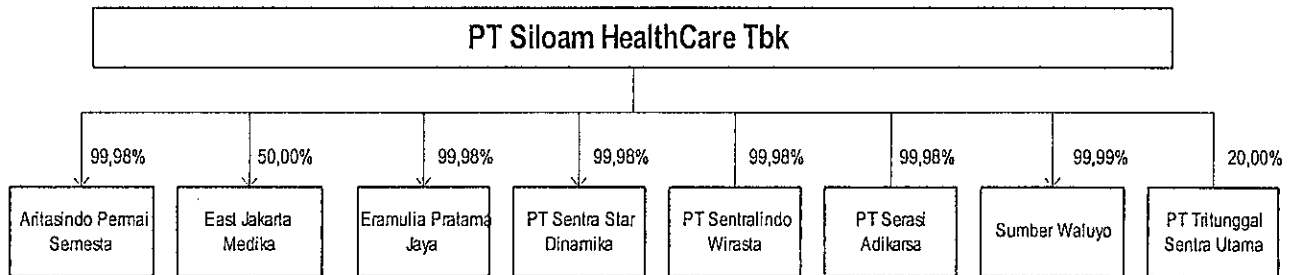 PT Siloam HealthCare Tbk
99,98%
50,00%
99,98%
99,98%
99,98%
99,98%
99,99%
20,00%
Aritasindo Permai
Semesta
East Jakarta
Medika
Eramulia Pratama
Jaya
PT Sentra Star
Dinamika
PT Sentralindo
Wirasta
PT Serasi
Adikarsa
Sumber Waluyo
PT Tritunggal
Sentra Utama